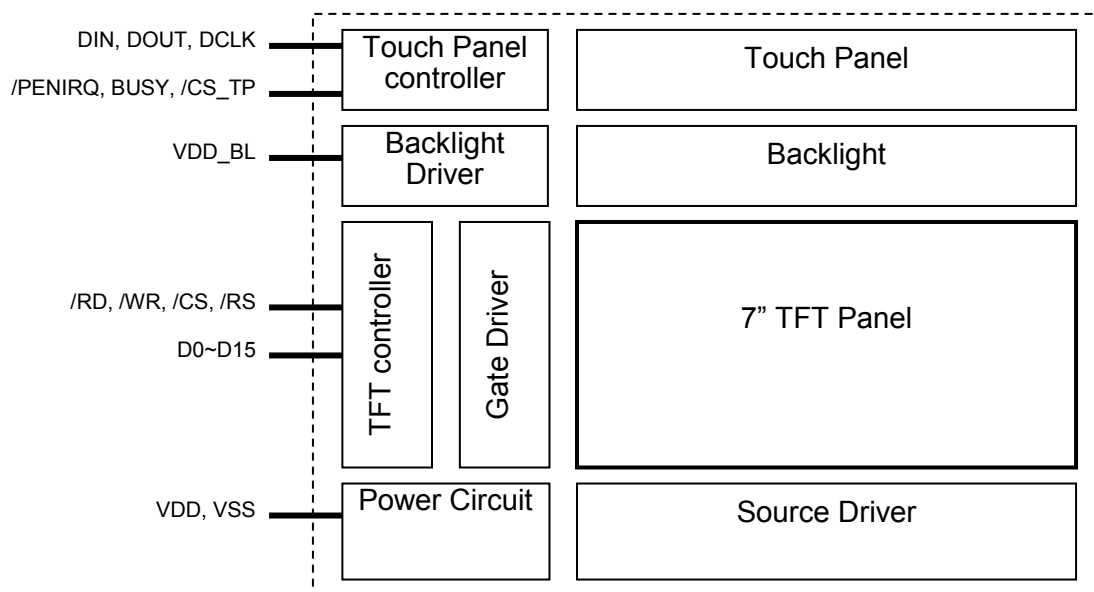 DIN, DOUT, DCLK
/PENIRQ, BUSY, /CS_TP
Touch Panel
controller
Touch Panel
VDD_BL
Backlight
Driver
Backlight
/RD, /WR, /CS, /RS
D0~D15
TFT controller
Gate Driver
7” TFT Panel
VDD, VSS
Power Circuit
Source Driver